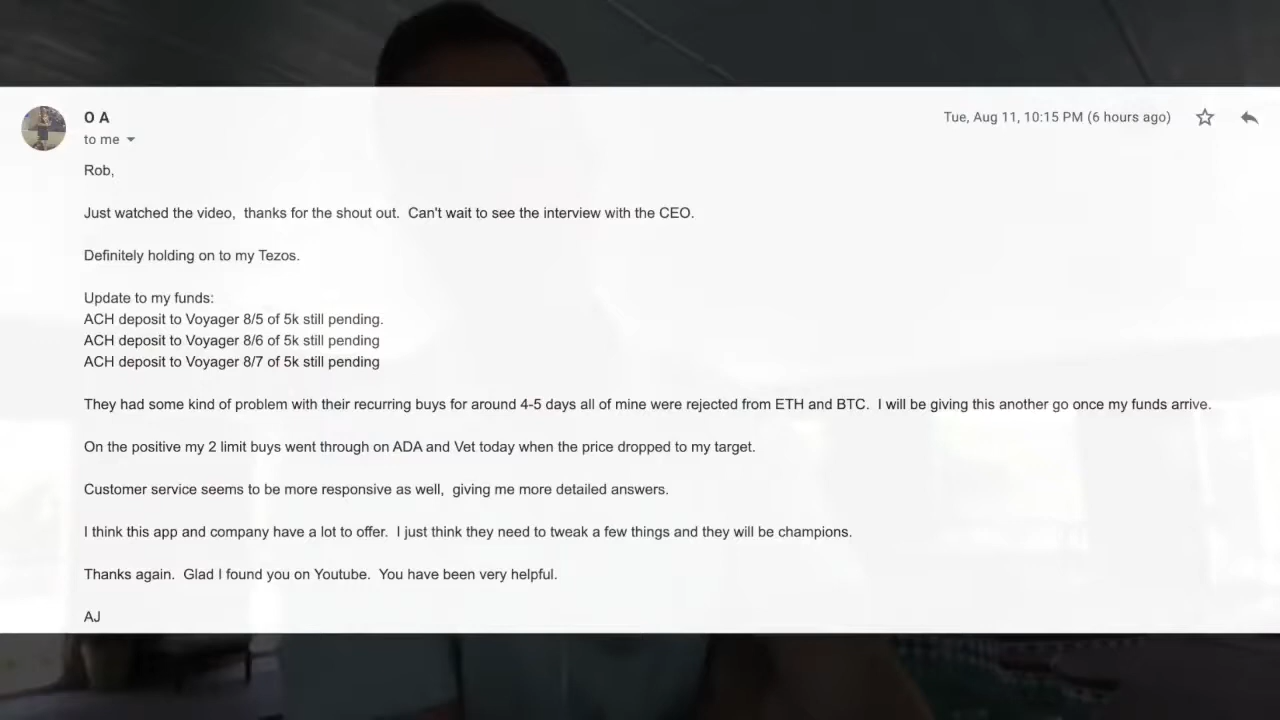 O A
Tue, Aug 11, 10:15 PM (6 hours ago)
to me
Rob,
Just watched the video,  thanks for the shout out.  Can't wait to see the interview with the CEO.
Definitely holding on to my Tezos.
Update to my funds:
ACH deposit to Voyager 8/5 of 5k still pending.
ACH deposit to Voyager 8/6 of 5k still pending
ACH deposit to Voyager 8/7 of 5k still pending
They had some kind of problem with their recurring buys for around 4-5 days all of mine were rejected from ETH and BTC.  I will be giving this another go once my funds arrive.
On the positive my 2 limit buys went through on ADA and Vet today when the price dropped to my target.
Customer service seems to be more responsive as well,  giving me more detailed answers.
I think this app and company have a lot to offer.  I just think they need to tweak a few things and they will be champions.
Thanks again.  Glad I found you on Youtube.  You have been very helpful.
AJ